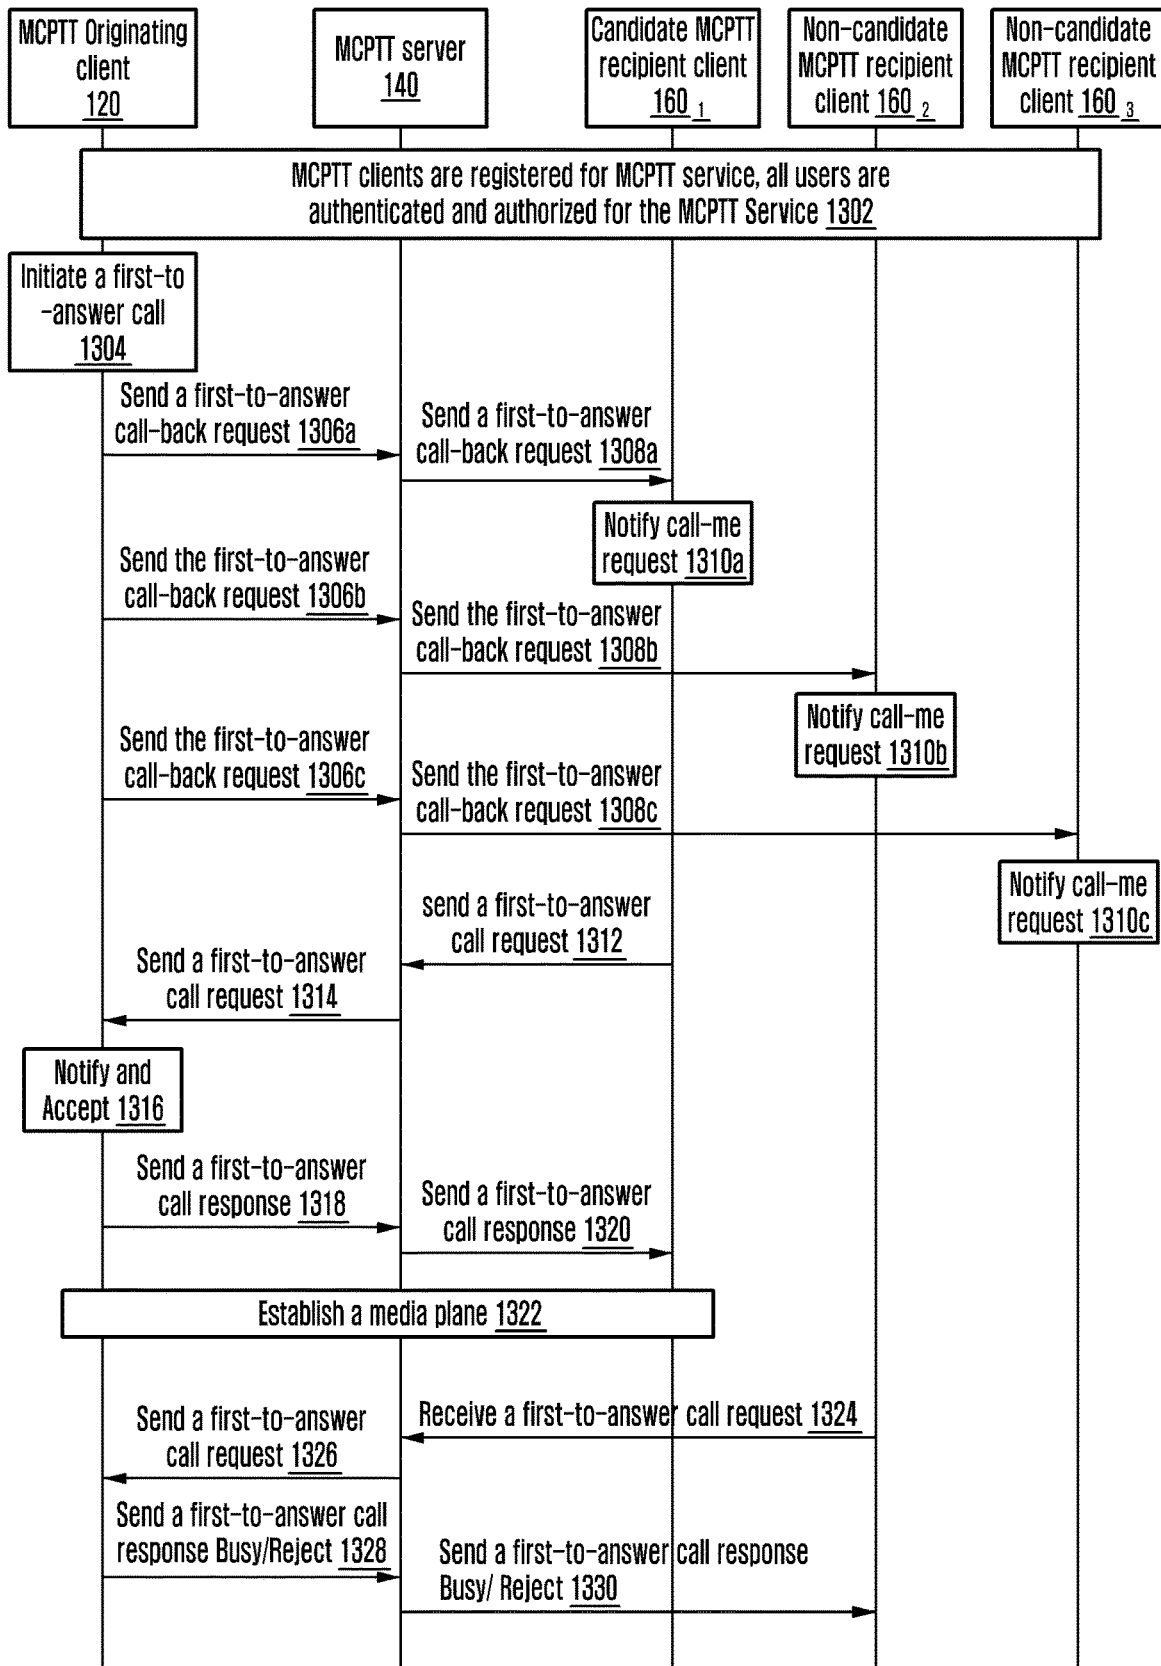 MCPTT Originating
client
120
MCPTT server
140
Candidate MCPTT
recipient client
160 1
Non-candidate
MCPTT recipient
client 160 2
Non-candidate
MCPTT recipient
client 160 3
MCPTT clients are registered for MCPTT service, all users are
authenticated and authorized for the MCPTT Service 1302
Initiate a first-to
-answer call
1304
Send a first-to-answer
call-back request 1306a
Send a first-to-answer
call-back request 1308a
Notify call-me
request 1310a
Send the first-to-answer
call-back request 1306b
Send the first-to-answer
call-back request 1308b
Notify call-me
request 1310b
Send the first-to-answer
call-back request 1306c
Send the first-to-answer
call-back request 1308c
Notify call-me
request 1310c
send a first-to-answer
call request 1312
Send a first-to-answer
call request 1314
Notify and
Accept 1316
Send a first-to-answer
call response 1318
Send a first-to-answer
call response 1320
Establish a media plane 1322
Receive a first-to-answer call request 1324
Send a first-to-answer
call request 1326
Send a first-to-answer call
response Busy/Reject 1328
Send a first-to-answer call response
Busy/ Reject 1330